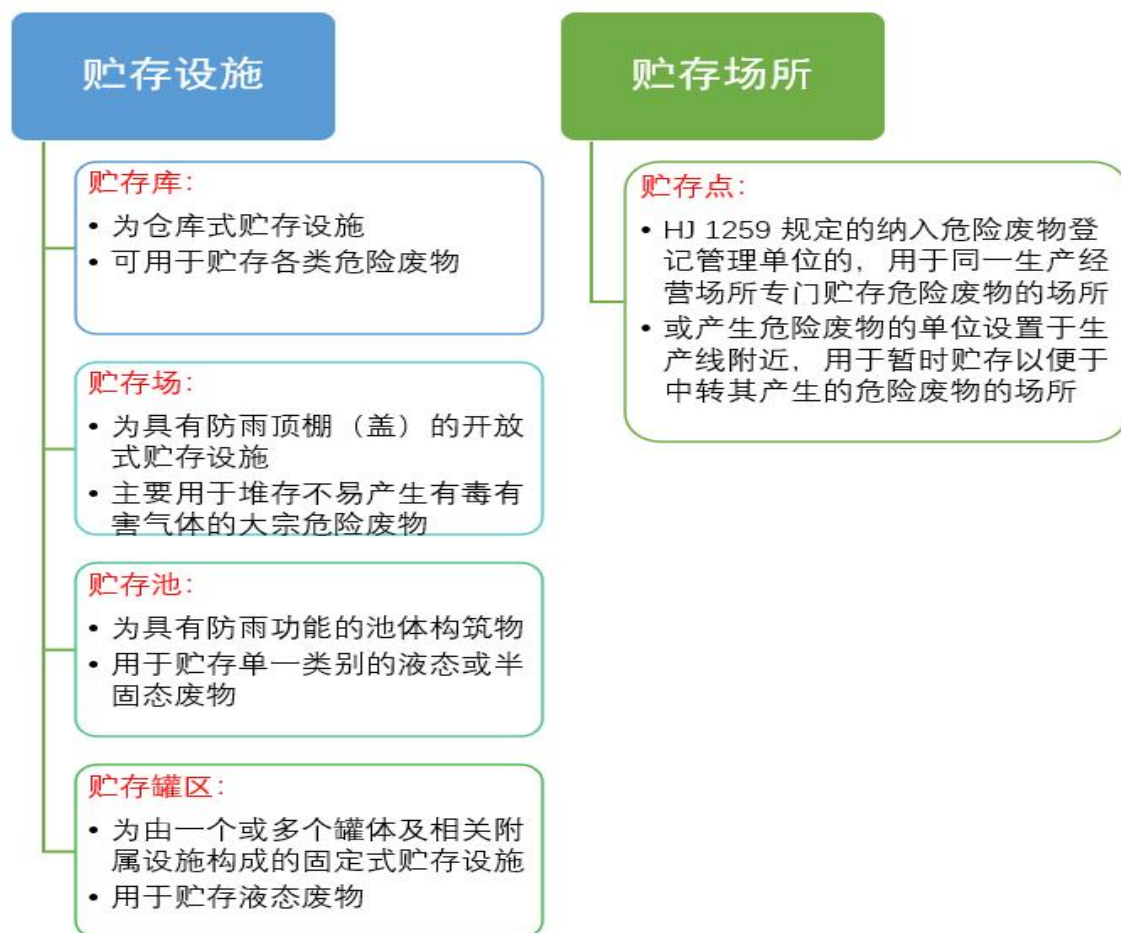 贮存设施
贮存库：
• 为仓库式贮存设施
• 可用于贮存各类危险废物
贮存场：
• 为具有防雨顶棚（盖）的开放
式贮存设施
• 主要用于堆存不易产生有毒有
害气体的大宗危险废物
贮存池：
• 为具有防雨功能的池体构筑物
• 用于贮存单一类别的液态或半
固态废物
贮存罐区：
• 为由一个或多个罐体及相关附
属设施构成的固定式贮存设施
• 用于贮存液态废物
贮存场所
贮存点：
• HJ 1259 规定的纳入危险废物登
记管理单位的，用于同一生产经
营场所专门贮存危险废物的场所
• 或产生危险废物的单位设置于生
产线附近，用于暂时贮存以便于
中转其产生的危险废物的场所